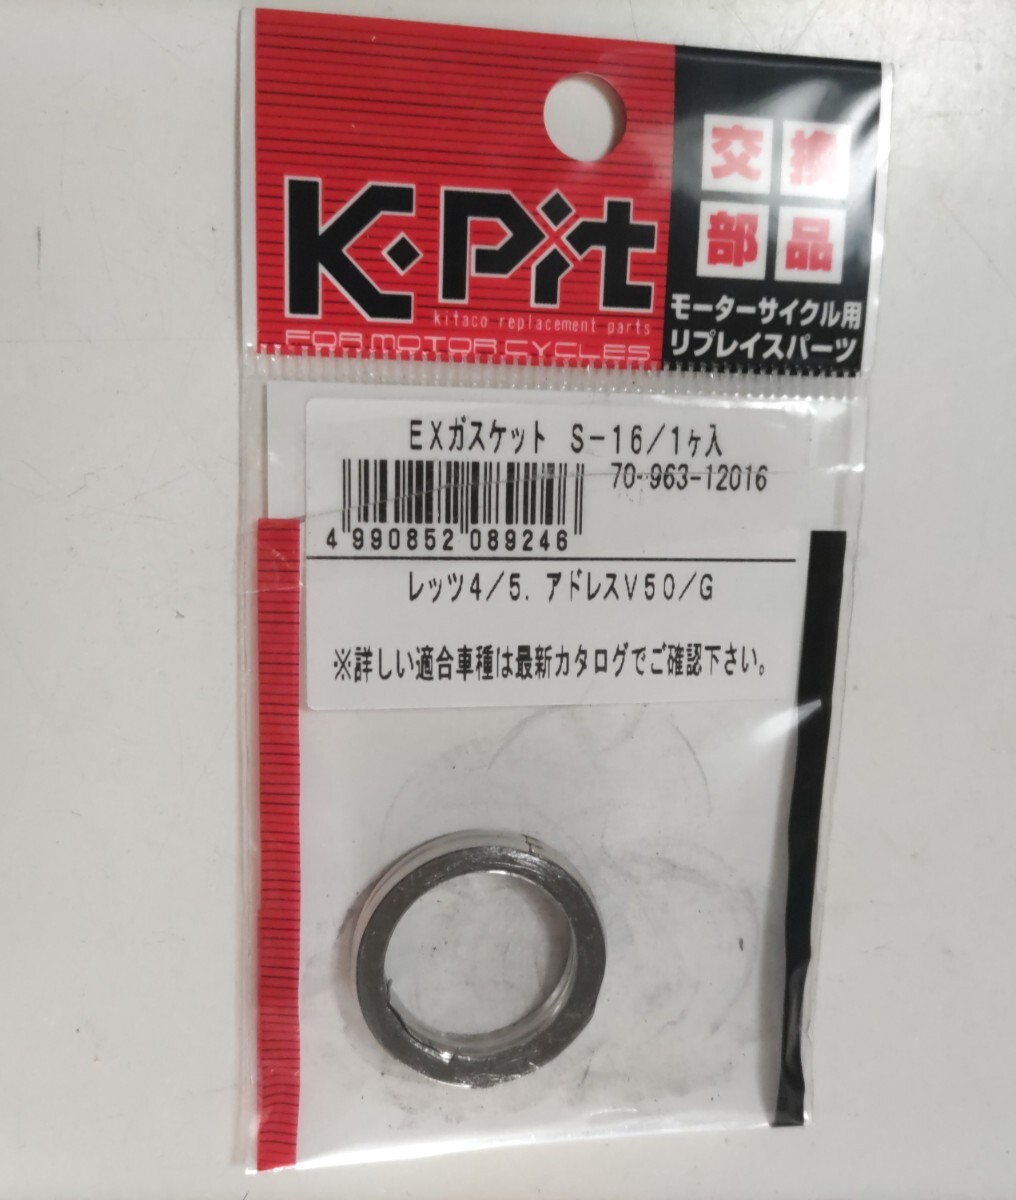 K・Pit
kitaco replacement parts
FOR MOTOR CYCLES
交換
部品
モーターサイクル用
リプレイスパーツ
EXガスケット S-16/1ヶ入
70-963-12016
4 990852 089246
レッツ4/5. アドレスV50/G
※詳しい適合車種は最新カタログでご確認下さい。